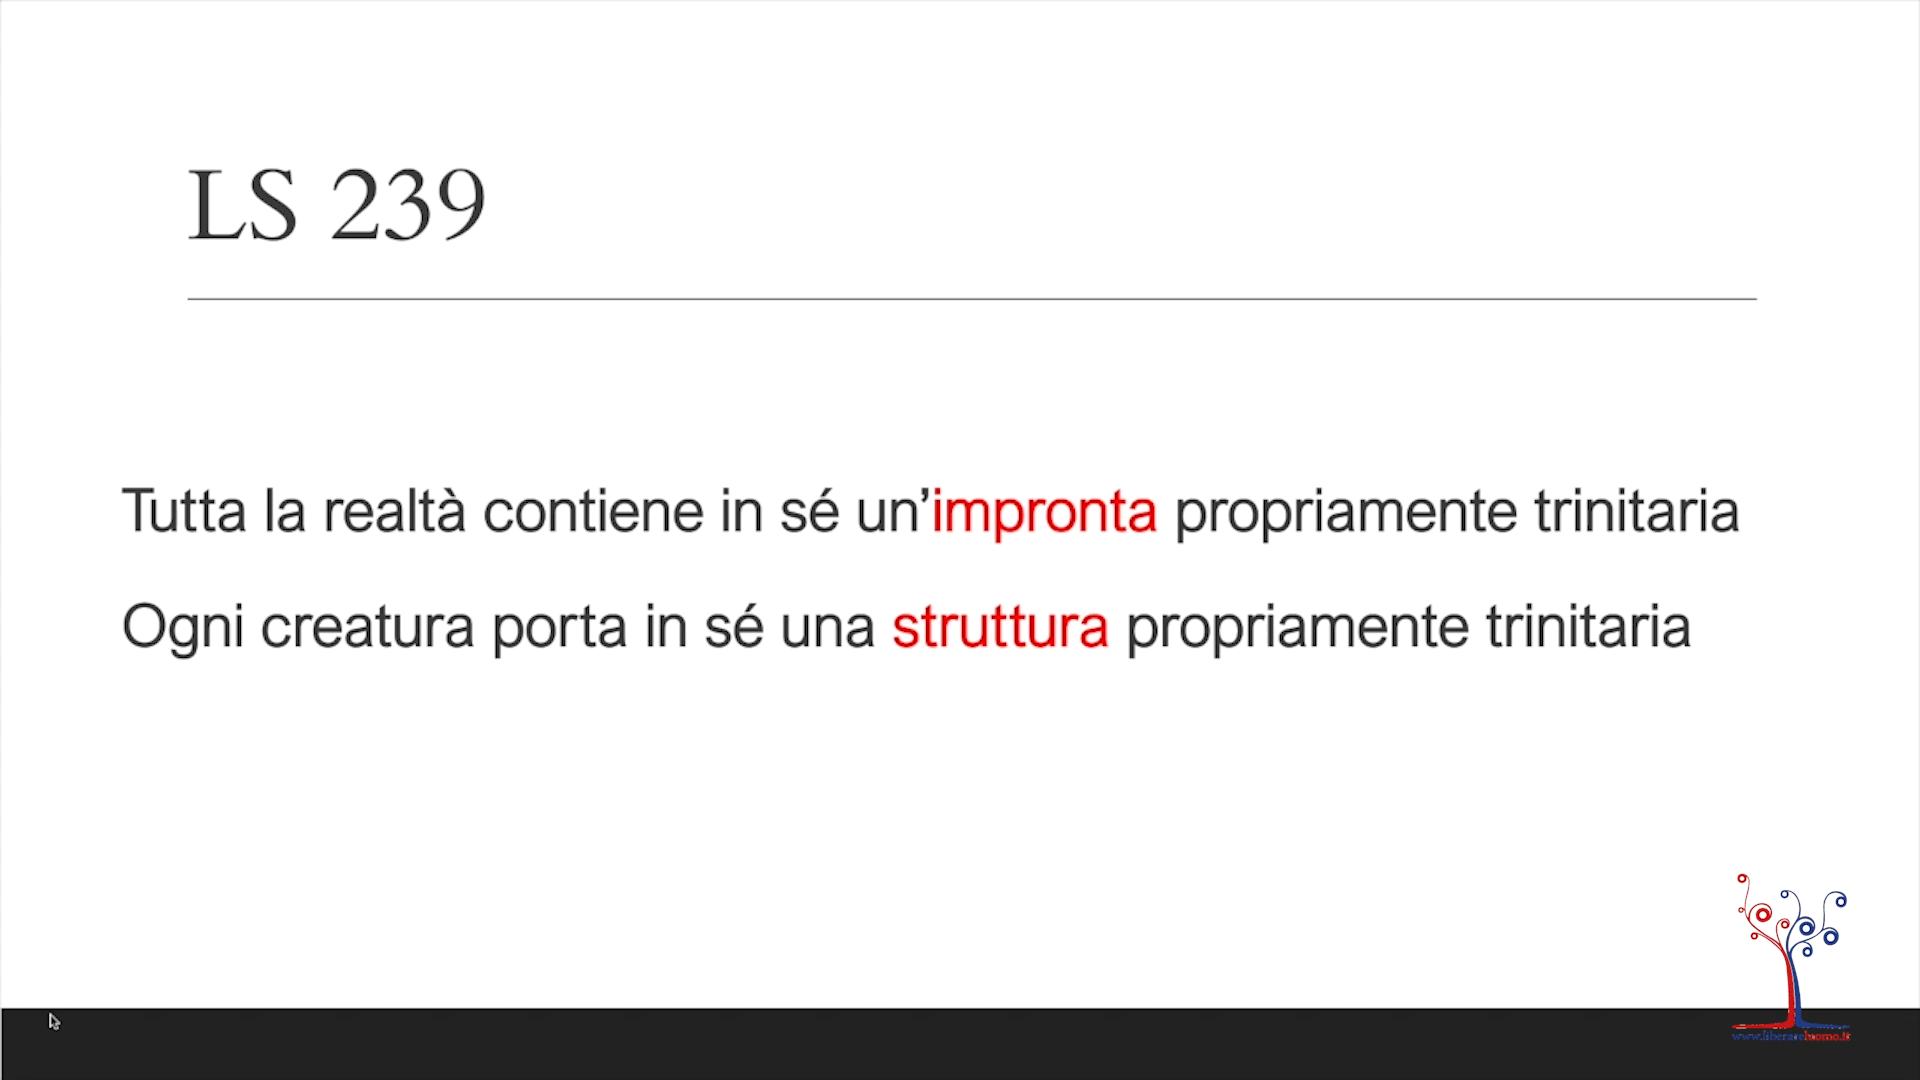 LS 239
Tutta la realtà contiene in sé un’impronta propriamente trinitaria
Ogni creatura porta in sé una struttura propriamente trinitaria
www.liberareluomo.it